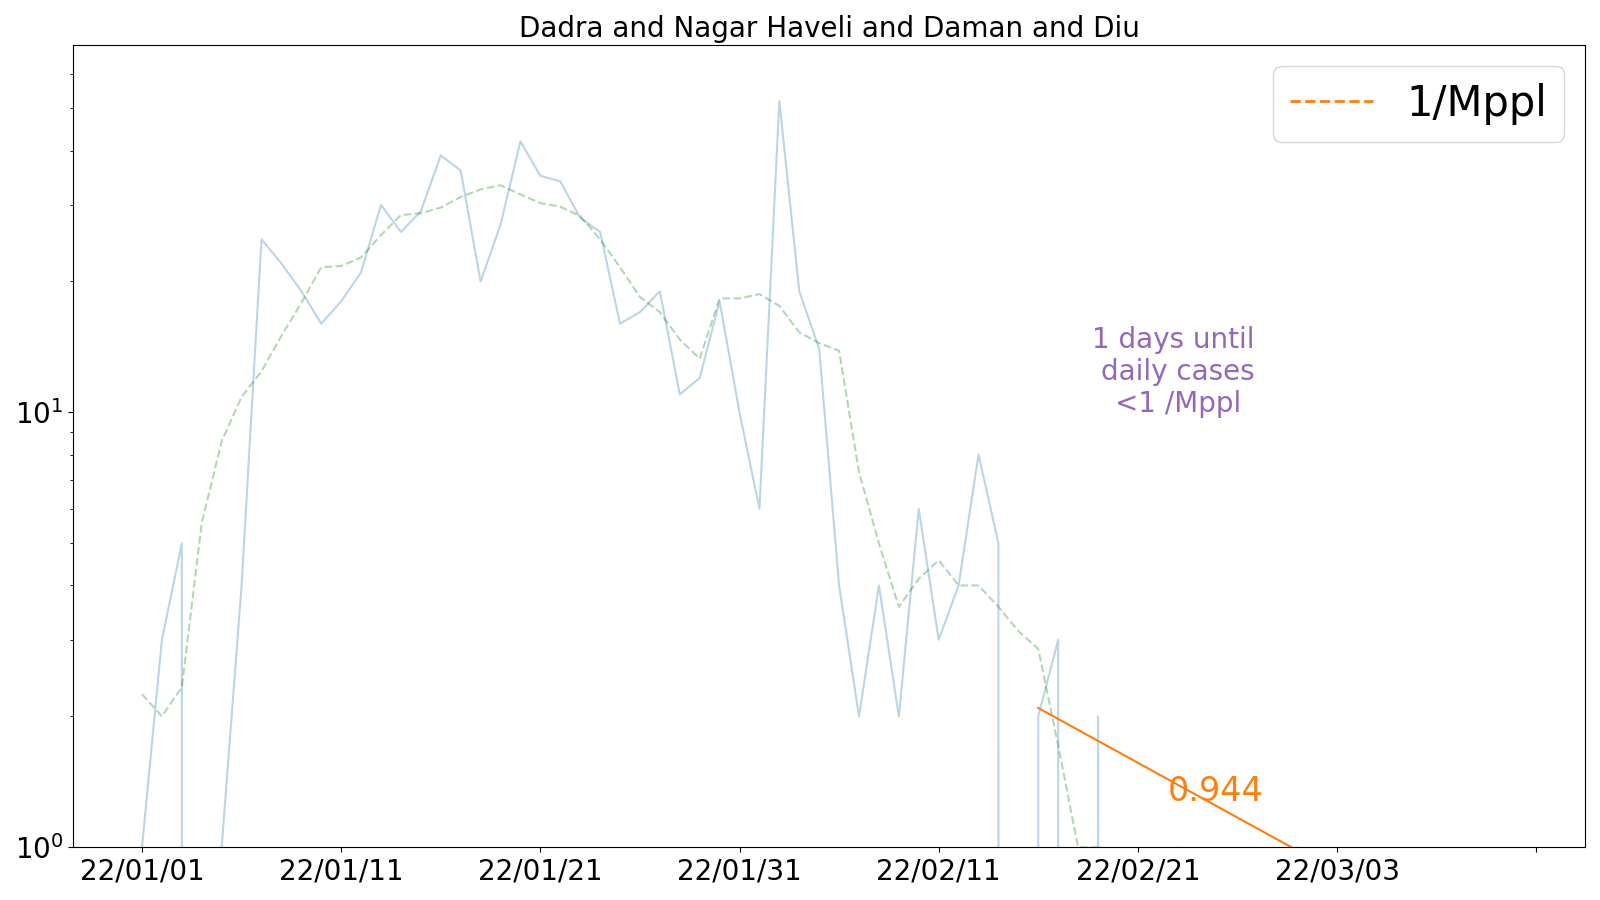 Dadra and Nagar Haveli and Daman and Diu
1/Mppl
1 days until
daily cases
<1 /Mppl
10¹
0.944
10⁰
22/01/01 22/01/11 22/01/21 22/01/31 22/02/11 22/02/21 22/03/03